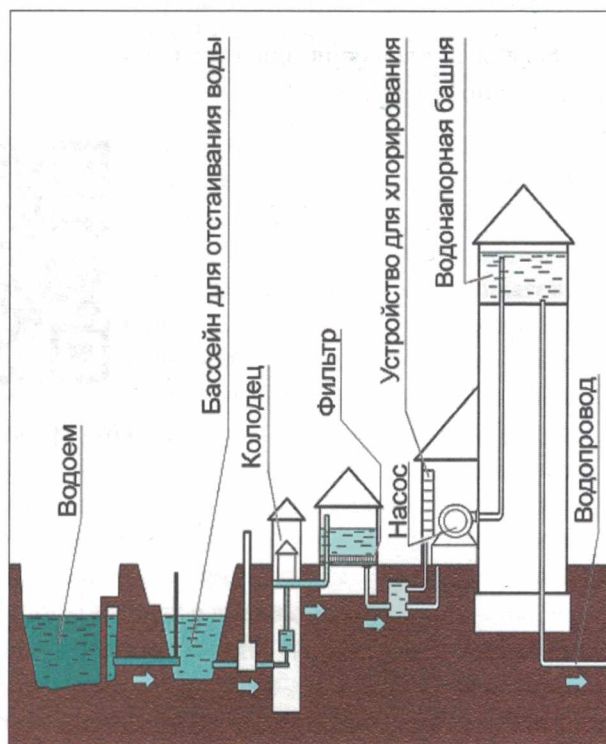 Водоем
Бассейн для отстаивания воды
Колодец
Фильтр
Насос
Устройство для хлорирования
Водонапорная башня
Водопровод